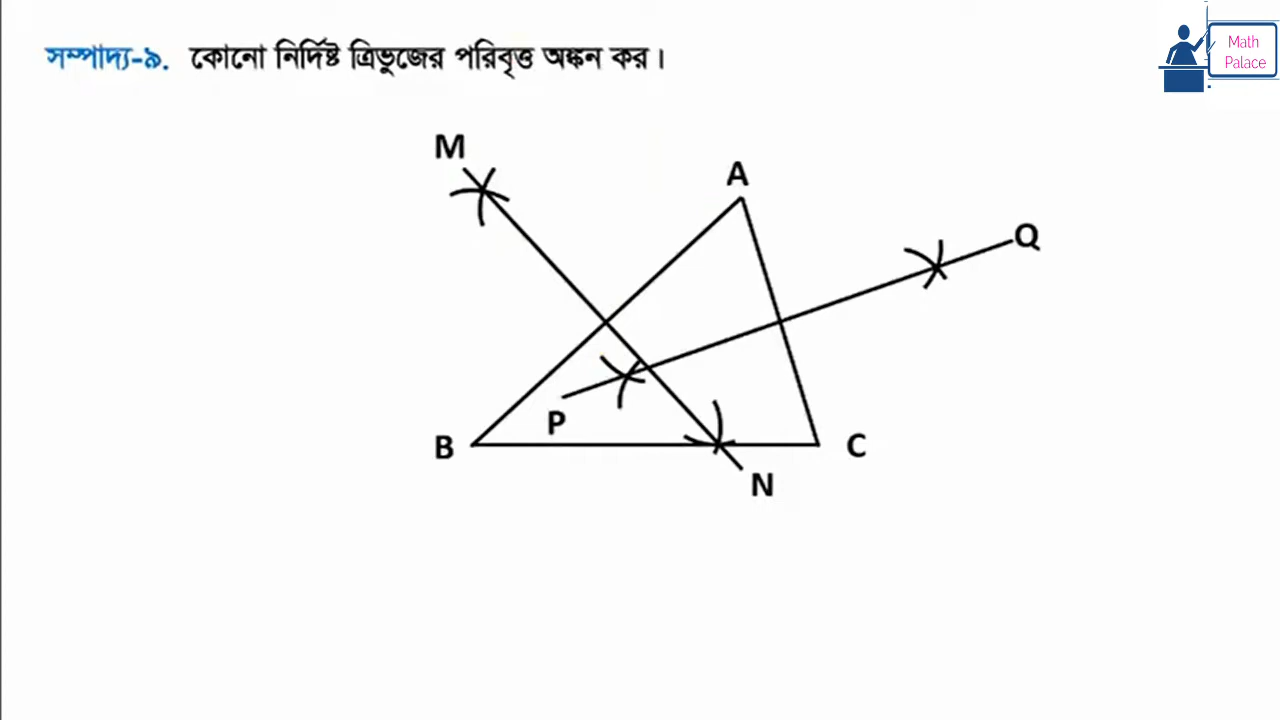 সম্পাদ্য-৯. কোনো নির্দিষ্ট ত্রিভুজের পরিবৃত্ত অঙ্কন কর।
Math
Palace
M
A
Q
P
B
C
N